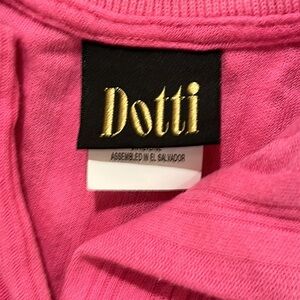 Dotti
ASSEMBLED IN EL SALVADOR